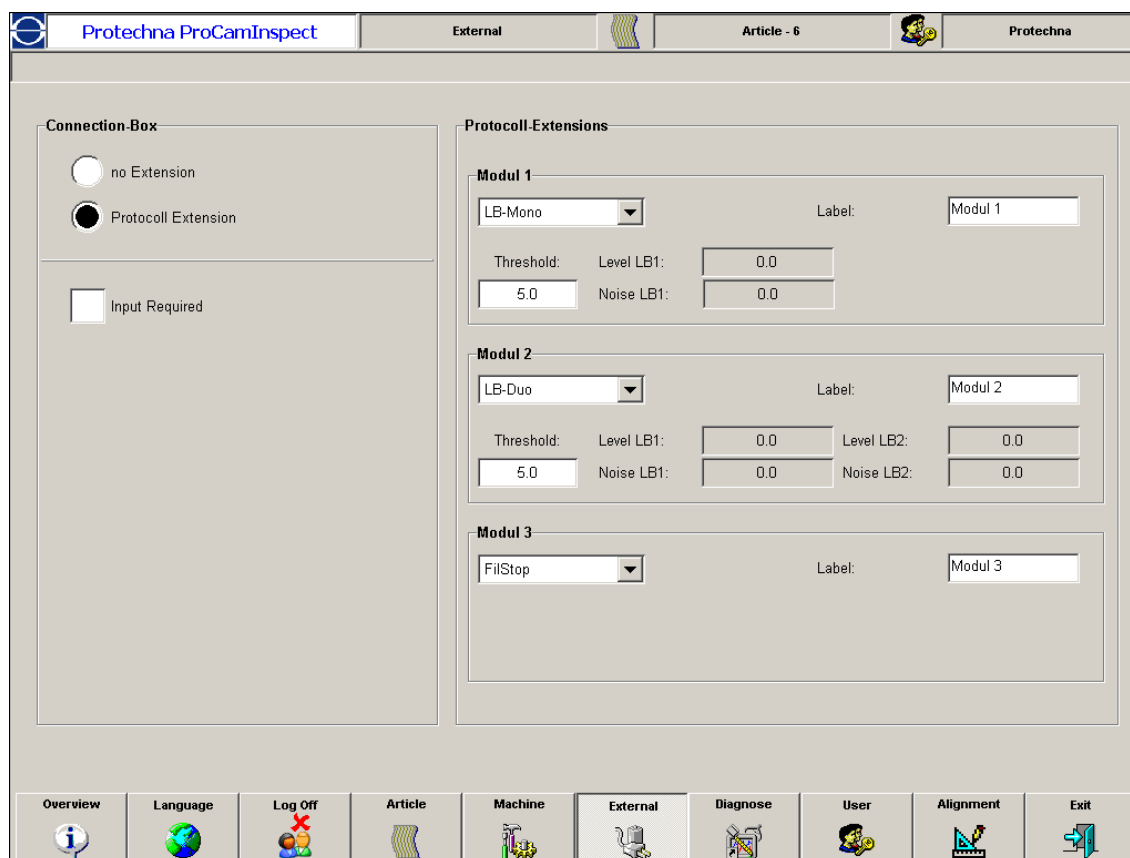 Protechna ProCamInspect External Article - 6 Protechna
Connection-Box
no Extension
Protocoll Extension
Input Required
Protocoll-Extensions
Modul 1
LB-Mono Label: Modul 1
Threshold: Level LB1: 0.0
5.0 Noise LB1: 0.0
Modul 2
LB-Duo Label: Modul 2
Threshold: Level LB1: 0.0 Level LB2: 0.0
5.0 Noise LB1: 0.0 Noise LB2: 0.0
Modul 3
FilStop Label: Modul 3
Overview Language Log Off Article Machine External Diagnose User Alignment Exit